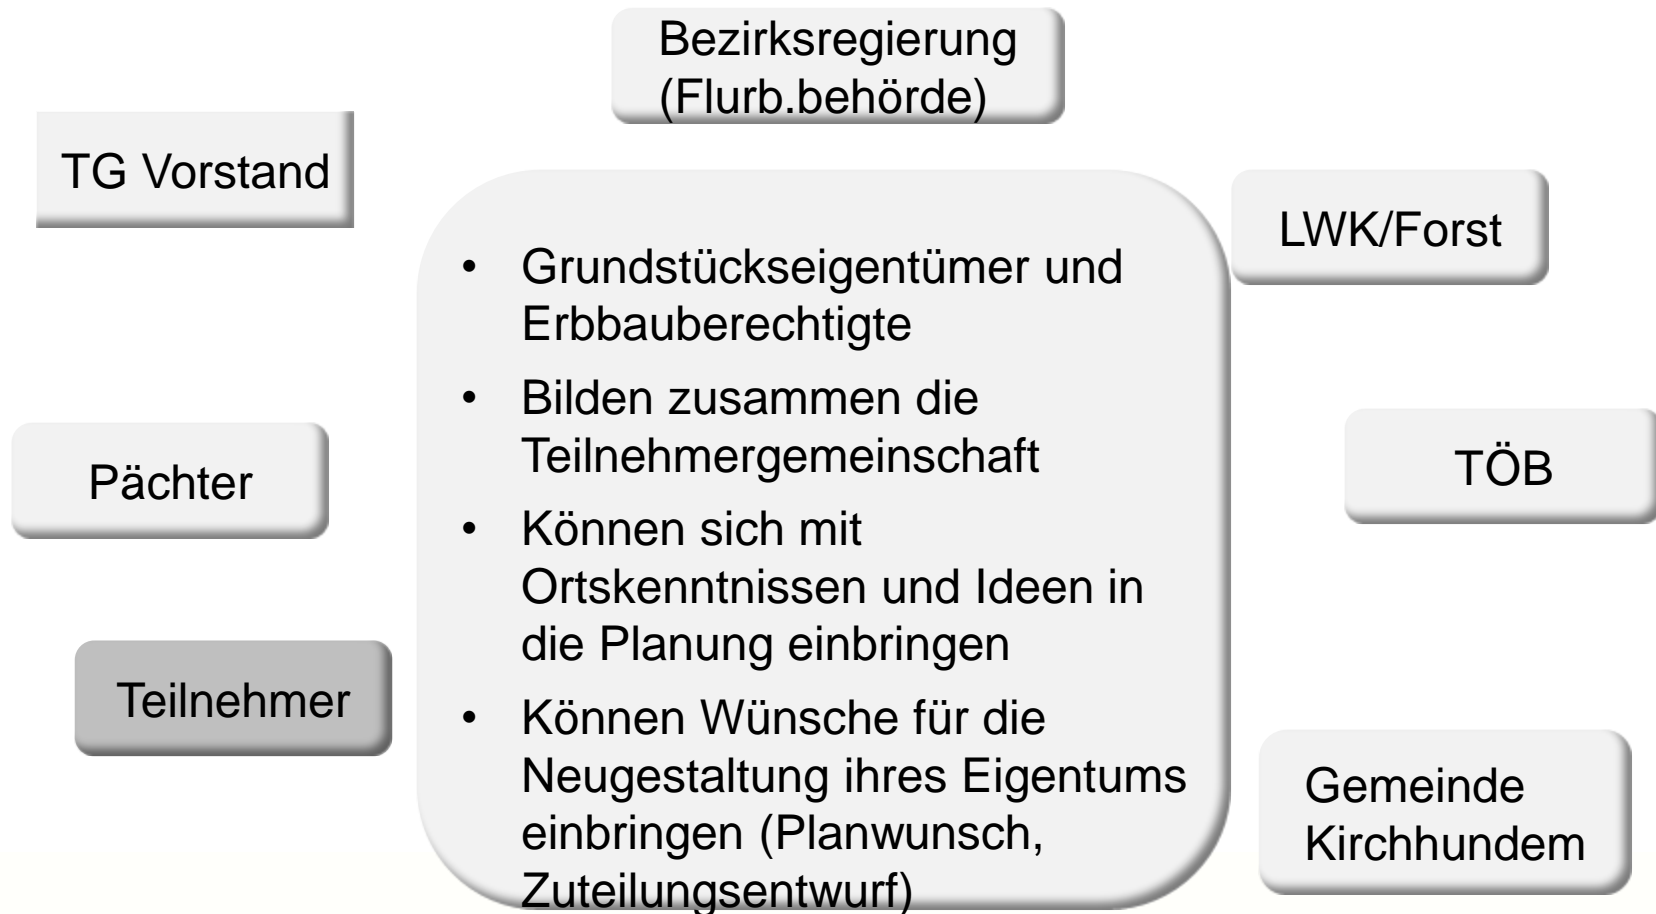 Bezirksregierung
(Flurb.behörde)
TG Vorstand
LWK/Forst
• Grundstückseigentümer und
Erbbauberechtigte
• Bilden zusammen die
Teilnehmergemeinschaft
• Können sich mit
Ortskenntnissen und Ideen in
die Planung einbringen
• Können Wünsche für die
Neugestaltung ihres Eigentums
einbringen (Planwunsch,
Zuteilungsentwurf)
Pächter
TÖB
Teilnehmer
Gemeinde
Kirchhundem